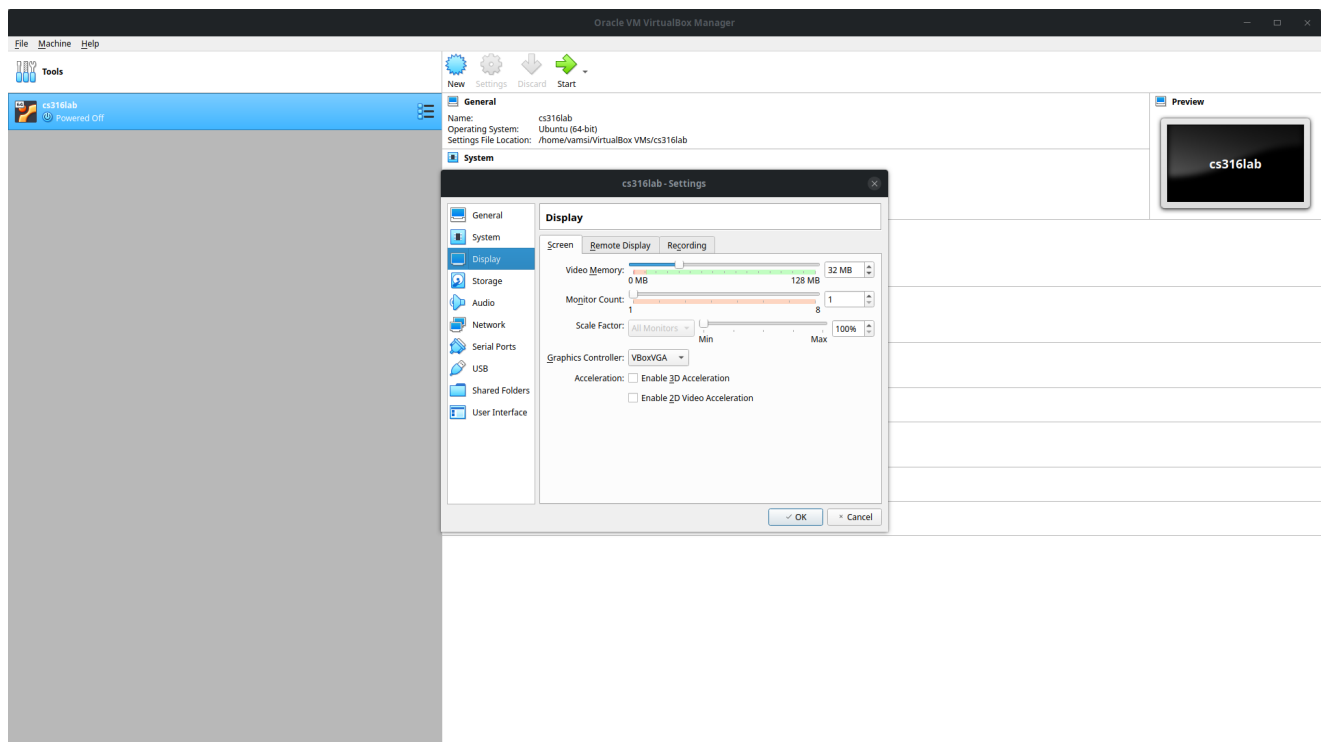 Oracle VM VirtualBox Manager
File Machine Help
Tools
New Settings Discard Start
64
cs316lab
Powered Off
General
Name: cs316lab
Operating System: Ubuntu (64-bit)
Settings File Location: /home/vamsi/VirtualBox VMs/cs316lab
System
Preview
cs316lab
cs316lab - Settings
General
System
Display
Storage
Audio
Network
Serial Ports
USB
Shared Folders
User Interface
Display
Screen Remote Display Recording
Video Memory: 32 MB
0 MB 128 MB
Monitor Count: 1
1 8
Scale Factor: All Monitors 100%
Min Max
Graphics Controller: VBoxVGA
Acceleration: Enable 3D Acceleration
Enable 2D Video Acceleration
OK Cancel